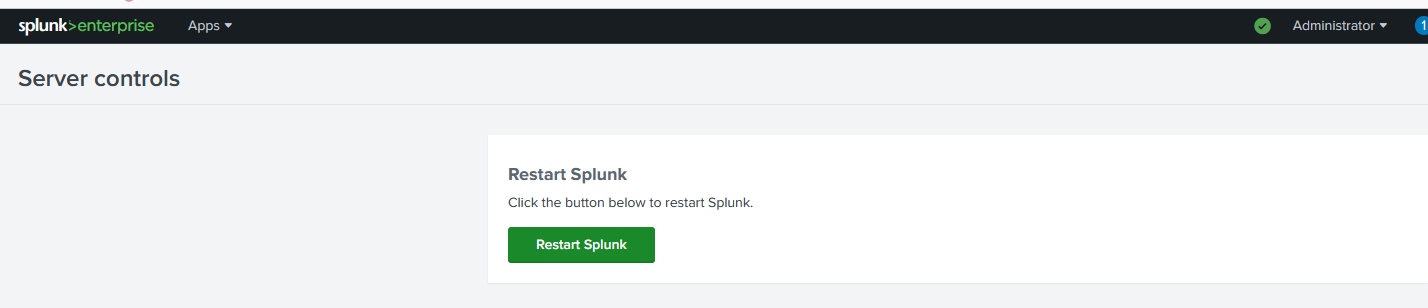 splunk>enterprise Apps Administrator 1
Server controls
Restart Splunk
Click the button below to restart Splunk.
Restart Splunk